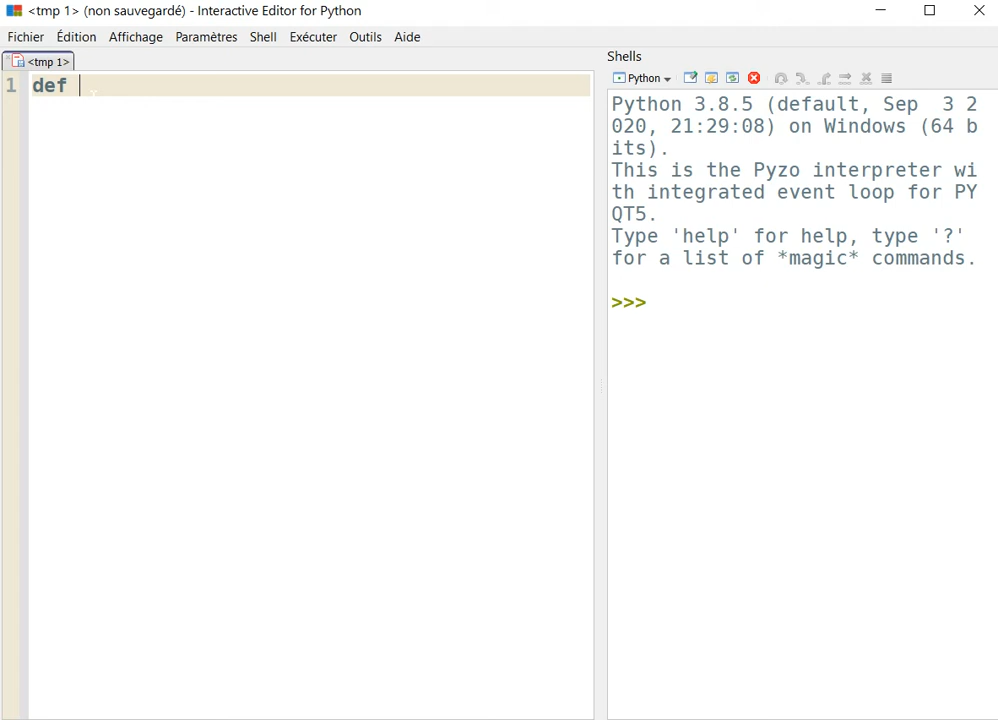 <tmp 1> (non sauvegardé) - Interactive Editor for Python
Fichier Édition Affichage Paramètres Shell Exécuter Outils Aide
<tmp 1>
1 def
Shells
Python
Python 3.8.5 (default, Sep  3 2
020, 21:29:08) on Windows (64 b
its).
This is the Pyzo interpreter wi
th integrated event loop for PY
QT5.
Type 'help' for help, type '?'
for a list of *magic* commands.
>>>